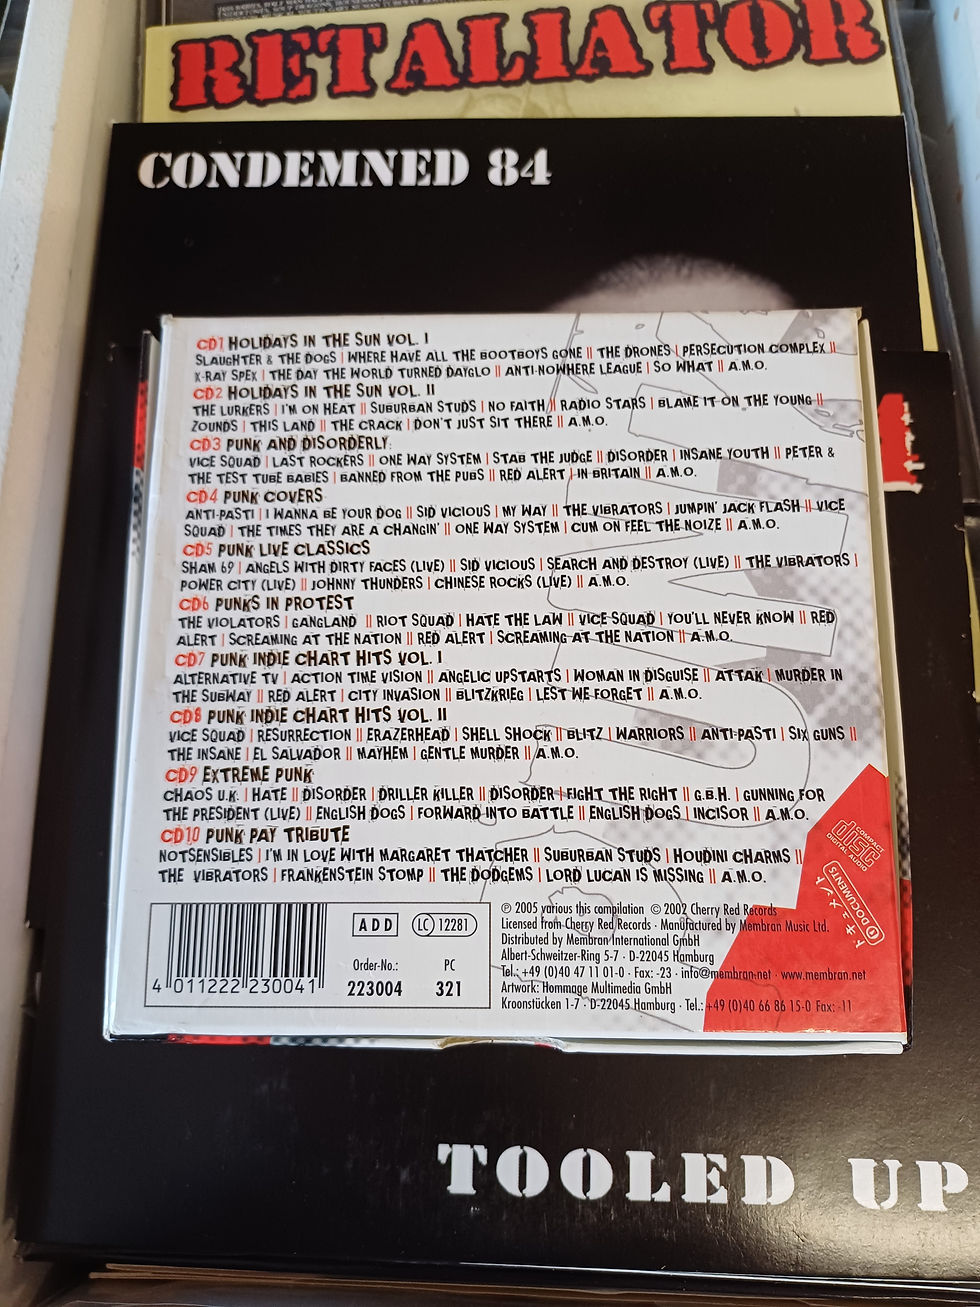 RETALIATOR
CONDEMNED 84
CD1 HOLIDAYS IN THE SUN VOL. I
SLAUGHTER & THE DOGS | WHERE HAVE ALL THE BOOTBOYS GONE || THE DRONES | PERSECUTION COMPLEX ||
X-RAY SPEX | THE DAY THE WORLD TURNED DAYGLO || ANTI-NOWHERE LEAGUE | SO WHAT || A.M.O.
CD2 HOLIDAYS IN THE SUN VOL. II
THE LURKERS | I'M ON HEAT || SUBURBAN STUDS | NO FAITH || RADIO STARS | BLAME IT ON THE YOUNG ||
ZOUNDS | THIS LAND || THE CRACK | DON'T JUST SIT THERE || A.M.O.
CD3 PUNK AND DISORDERLY
VICE SQUAD | LAST ROCKERS || ONE WAY SYSTEM | STAB THE JUDGE || DISORDER | INSANE YOUTH || PETER &
THE TEST TUBE BABIES | BANNED FROM THE PUBS || RED ALERT | IN BRITAIN || A.M.O.
CD4 PUNK COVERS
ANTI-PASTI | I WANNA BE YOUR DOG || SID VICIOUS | MY WAY || THE VIBRATORS | JUMPIN' JACK FLASH || VICE
SQUAD | THE TIMES THEY ARE A CHANGIN' || ONE WAY SYSTEM | CUM ON FEEL THE NOIZE || A.M.O.
CD5 PUNK LIVE CLASSICS
SHAM 69 | ANGELS WITH DIRTY FACES (LIVE) || SID VICIOUS | SEARCH AND DESTROY (LIVE) || THE VIBRATORS |
POWER CITY (LIVE) || JOHNNY THUNDERS | CHINESE ROCKS (LIVE) || A.M.O.
CD6 PUNKS IN PROTEST
THE VIOLATORS | GANGLAND || RIOT SQUAD | HATE THE LAW || VICE SQUAD | YOU'LL NEVER KNOW || RED
ALERT | SCREAMING AT THE NATION || RED ALERT | SCREAMING AT THE NATION || A.M.O.
CD7 PUNK INDIE CHART HITS VOL. I
ALTERNATIVE TV | ACTION TIME VISION || ANGELIC UPSTARTS | WOMAN IN DISGUISE || ATTAK | MURDER IN
THE SUBWAY || RED ALERT | CITY INVASION || BLITZKRIEG | LEST WE FORGET || A.M.O.
CD8 PUNK INDIE CHART HITS VOL. II
VICE SQUAD | RESURRECTION || ERAZERHEAD | SHELL SHOCK || BLITZ | WARRIORS || ANTI-PASTI | SIX GUNS ||
THE INSANE | EL SALVADOR || MAYHEM | GENTLE MURDER || A.M.O.
CD9 EXTREME PUNK
CHAOS U.K. | HATE || DISORDER | DRILLER KILLER || DISORDER | FIGHT THE RIGHT || G.B.H. | GUNNING FOR
THE PRESIDENT (LIVE) || ENGLISH DOGS | FORWARD INTO BATTLE || ENGLISH DOGS | INCISOR || A.M.O.
CD10 PUNK PAY TRIBUTE
NOTSENSIBLES | I'M IN LOVE WITH MARGARET THATCHER || SUBURBAN STUDS | HOUDINI CHARMS ||
THE VIBRATORS | FRANKENSTEIN STOMP || THE DODGEMS | LORD LUCAN IS MISSING || A.M.O.
COMPACT
disc
DIGITAL AUDIO
DOCUMENTS
ドキュメント
ADD
LC 12281
Order-No.:
PC
223004
321
4 011222 230041
℗ 2005 various this compilation © 2002 Cherry Red Records
Licensed from Cherry Red Records · Manufactured by Membran Music Ltd.
Distributed by Membran International GmbH
Albert-Schweitzer-Ring 5-7 · D-22045 Hamburg
Tel.: +49 (0)40 47 11 01-0 · Fax: -23 · info@membran.net · www.membran.net
Artwork: Hommage Multimedia GmbH
Kroonstücken 1-7 · D-22045 Hamburg · Tel.: +49 (0)40 66 86 15-0 Fax: -11
TOOLED UP